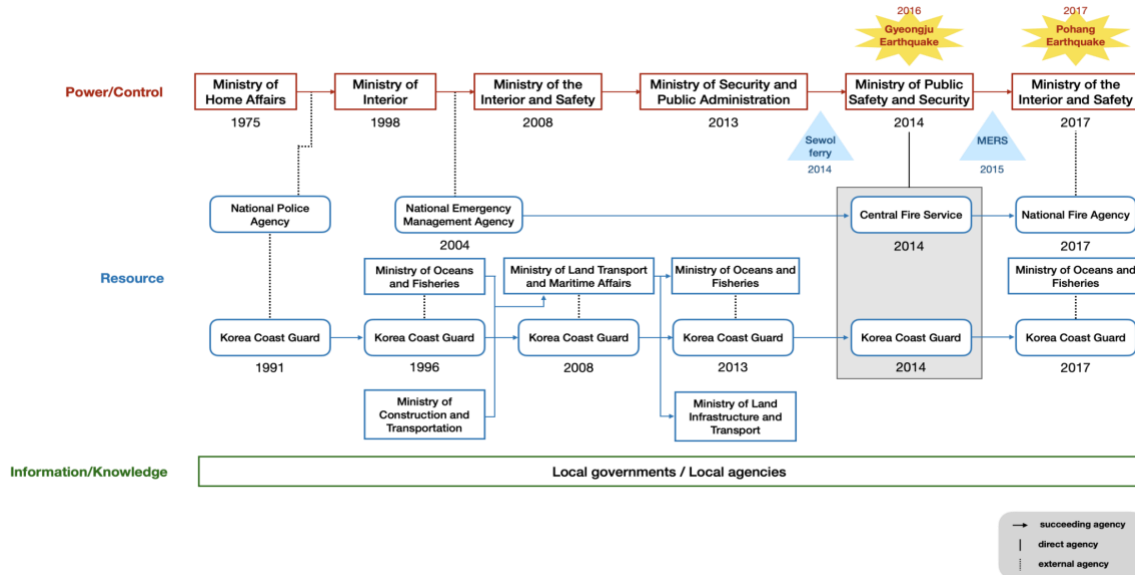 2016
Gyeongju
Earthquake
2017
Pohang
Earthquake
Power/Control
Ministry of
Home Affairs
1975
Ministry of
Interior
1998
Ministry of the
Interior and Safety
2008
Ministry of Security and
Public Administration
2013
Ministry of Public
Safety and Security
2014
Ministry of the
Interior and Safety
2017
Sewol
ferry
2014
MERS
2015
Resource
National Police
Agency
National Emergency
Management Agency
2004
Central Fire Service
2014
National Fire Agency
2017
Ministry of Oceans
and Fisheries
Ministry of Land Transport
and Maritime Affairs
Ministry of Oceans and
Fisheries
Ministry of Oceans and
Fisheries
Korea Coast Guard
1991
Korea Coast Guard
1996
Korea Coast Guard
2008
Korea Coast Guard
2013
Korea Coast Guard
2014
Korea Coast Guard
2017
Ministry of
Construction and
Transportation
Ministry of Land
Infrastructure and
Transport
Information/Knowledge
Local governments / Local agencies
succeeding agency
direct agency
external agency